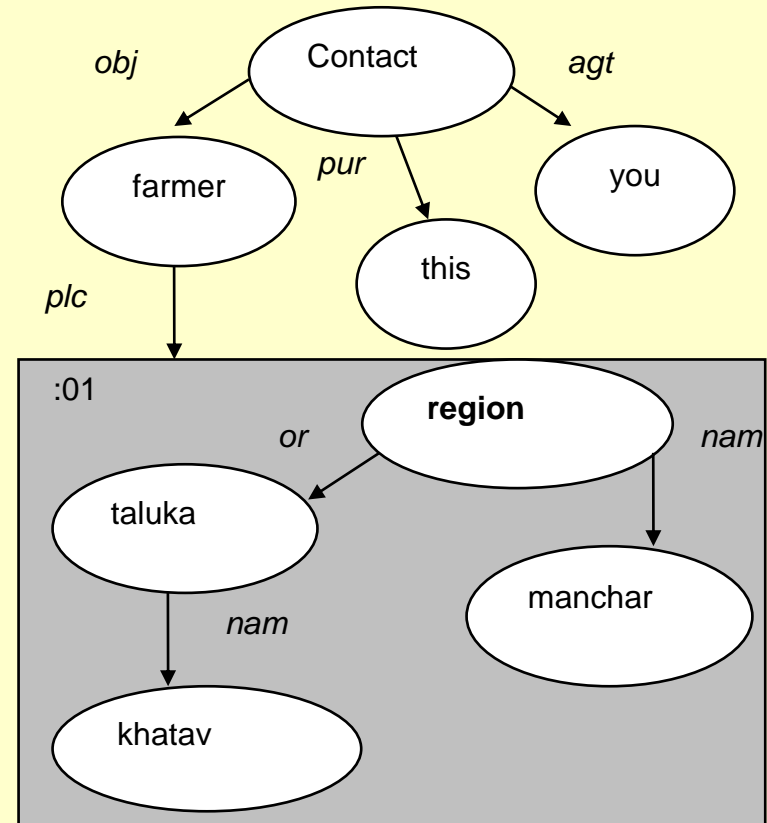 Contact
obj
agt
farmer
pur
you
this
plc
:01
region
or
nam
taluka
manchar
nam
khatav